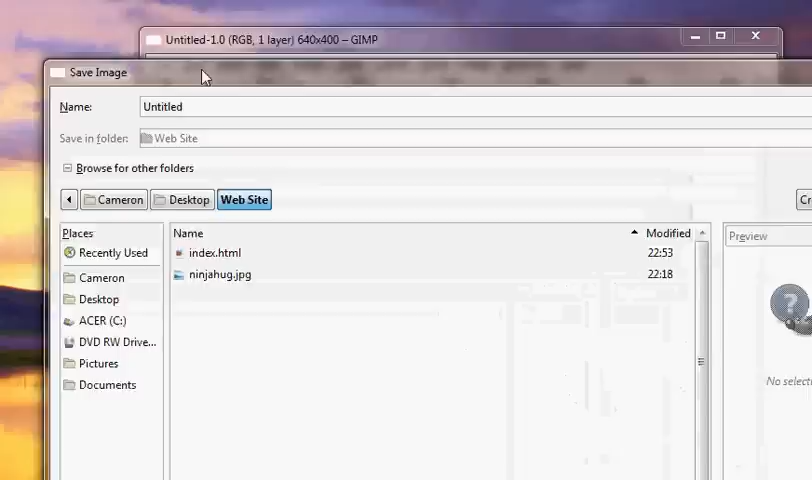 Untitled-1.0 (RGB, 1 layer) 640x400 – GIMP
Save Image
Name: Untitled
Save in folder: Web Site
Browse for other folders
Cameron Desktop Web Site
Places Name Modified Preview
Recently Used index.html 22:53
Cameron ninjahug.jpg 22:18
Desktop
ACER (C:)
DVD RW Drive...
Pictures
No selec
Documents